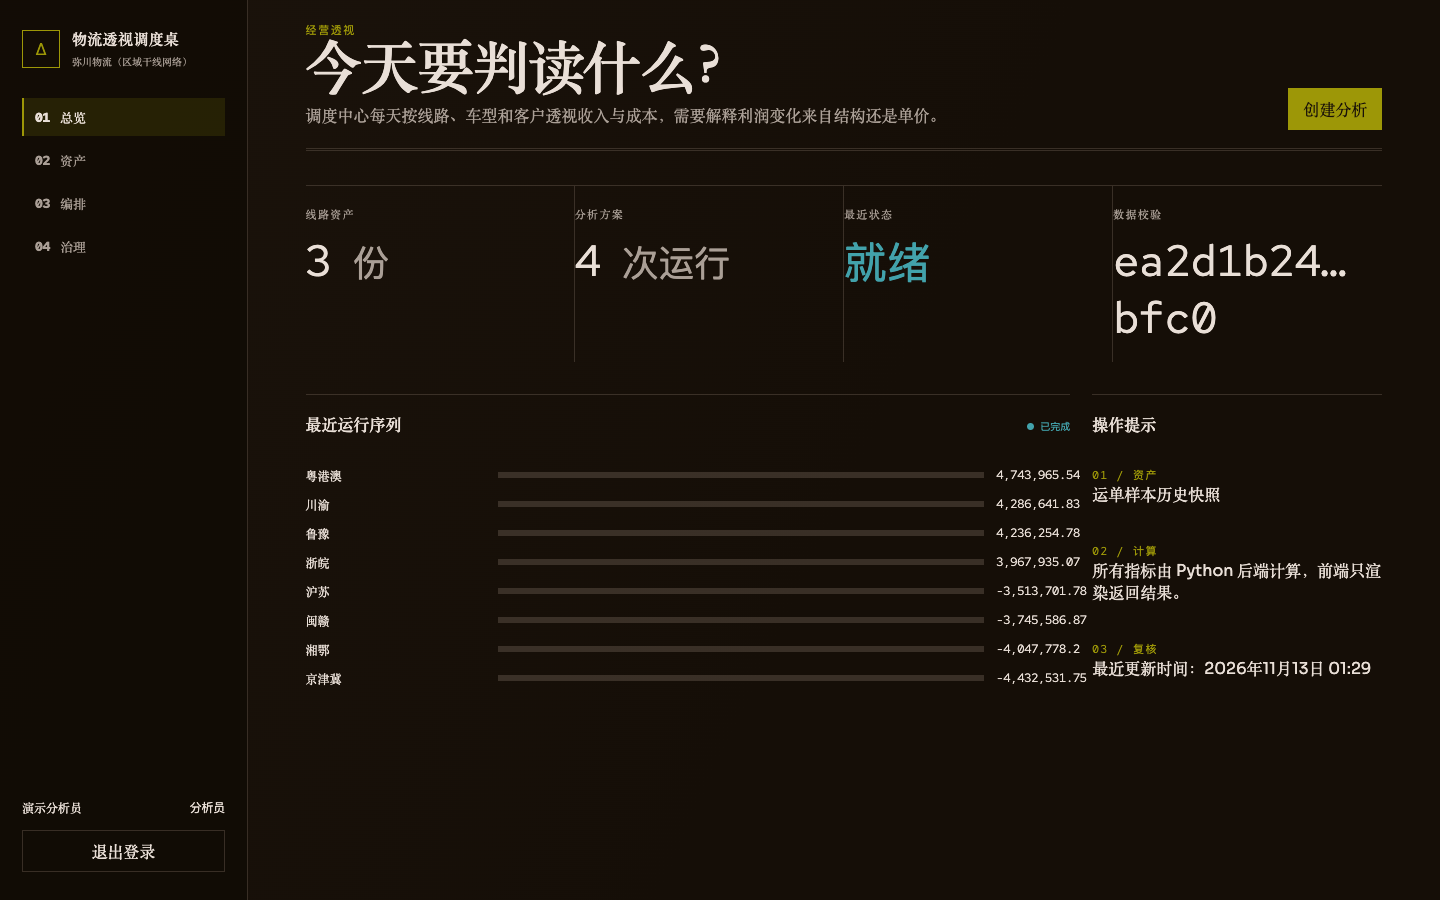 Δ
物流透视调度桌
弥川物流（区域干线网络）
01 总览
02 资产
03 编排
04 治理
演示分析员 分析员
退出登录
经营透视
今天要判读什么？
调度中心每天按线路、车型和客户透视收入与成本，需要解释利润变化来自结构还是单价。
创建分析
线路资产
3 份
分析方案
4 次运行
最近状态
就绪
数据校验
ea2d1b24…
bfc0
最近运行序列
已完成
粤港澳 4,743,965.54
川渝 4,286,641.83
鲁豫 4,236,254.78
浙皖 3,967,935.07
沪苏 -3,513,701.78
闽赣 -3,745,586.87
湘鄂 -4,047,778.2
京津冀 -4,432,531.75
操作提示
01 / 资产
运单样本历史快照
02 / 计算
所有指标由 Python 后端计算，前端只渲
染返回结果。
03 / 复核
最近更新时间：2026年11月13日 01:29